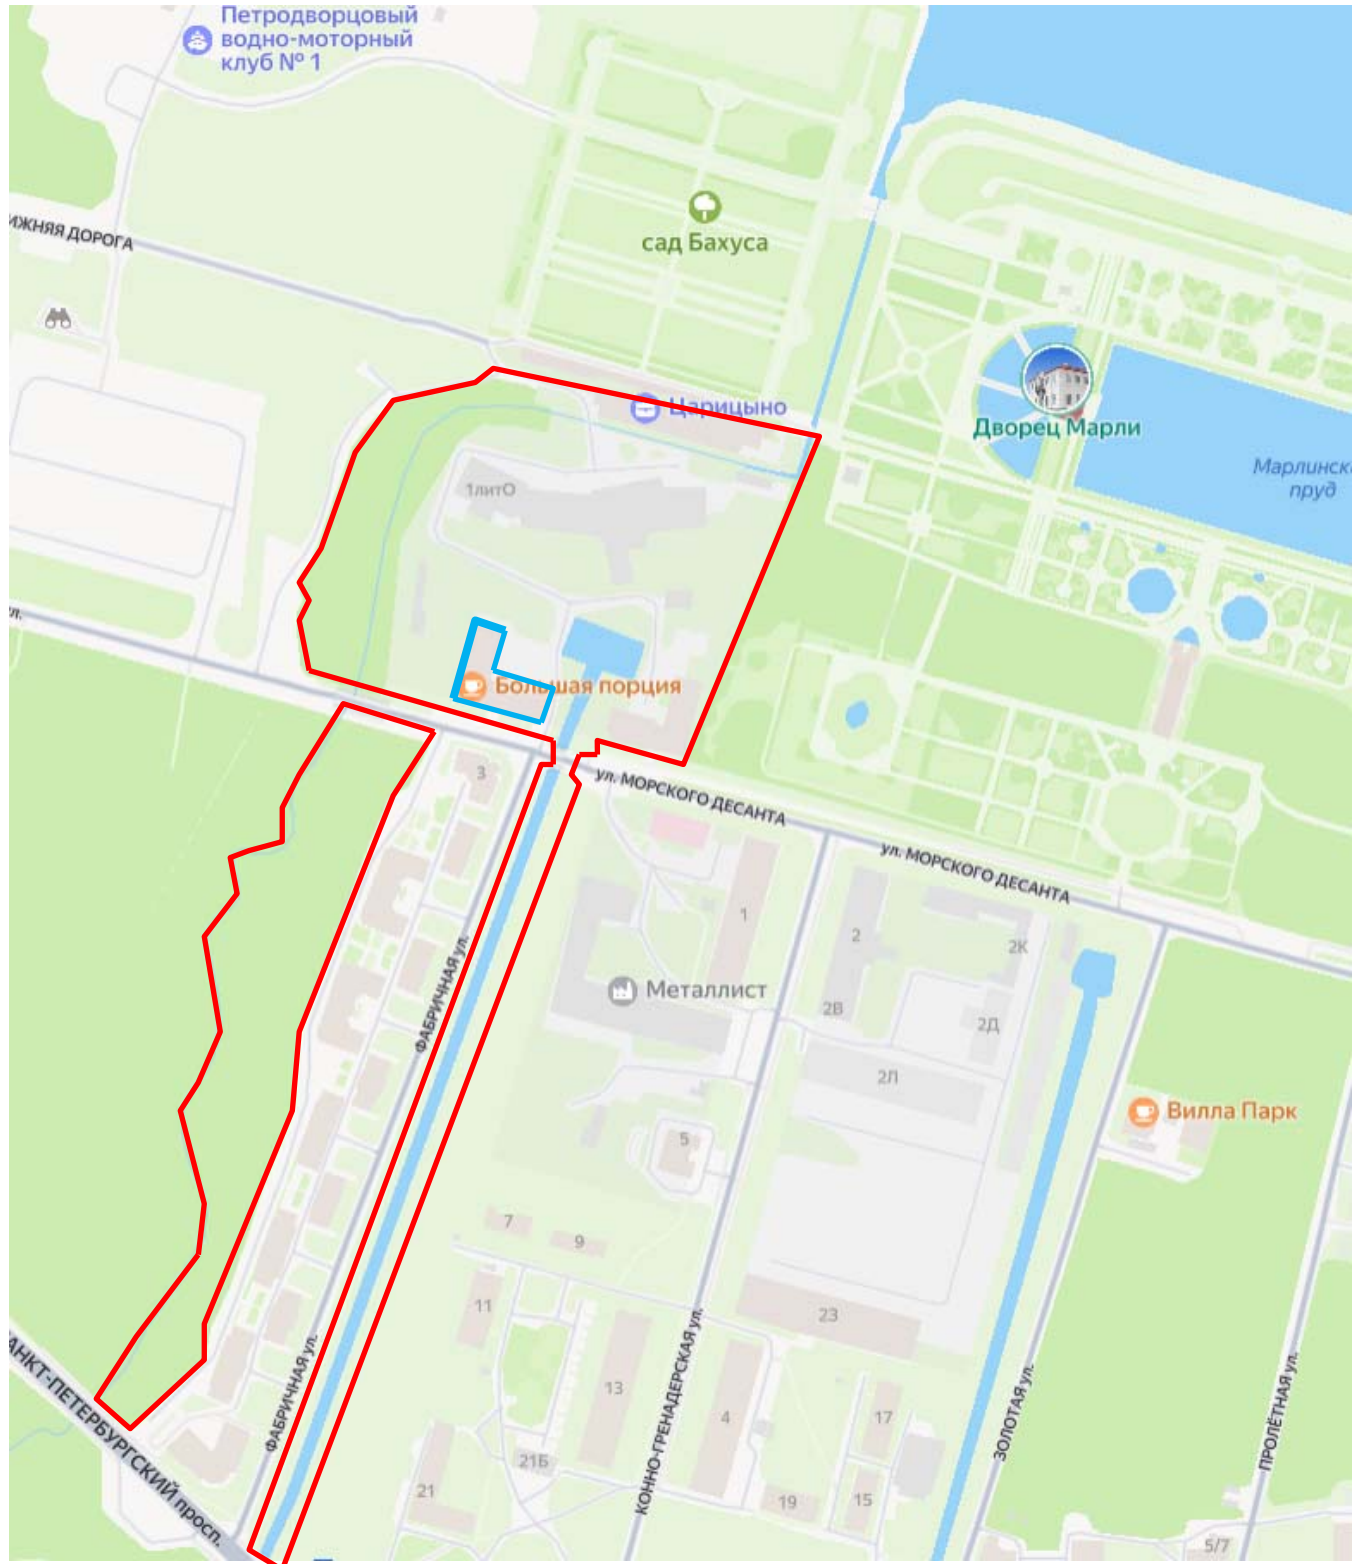 Петродворцовый
водно-моторный
клуб № 1
сад Бахуса
ИЖНЯЯ ДОРОГА
Царицыно
Дворец Марли
Марлинск
пруд
1литО
ул.
Большая порция
3
ул. МОРСКОГО ДЕСАНТА
ул. МОРСКОГО ДЕСАНТА
1
2
2К
ФАБРИЧНАЯ ул.
Металлист
2В
2Д
2Л
Вилла Парк
5
7
9
11
23
АНКТ-ПЕТЕРБУРГСКИЙ просп.
ФАБРИЧНАЯ ул.
13
КОННО-ГРЕНАДЕРСКАЯ ул.
4
17
ЗОЛОТАЯ ул.
ПРОЛЁТНАЯ ул.
21Б
21
19
15
5/7